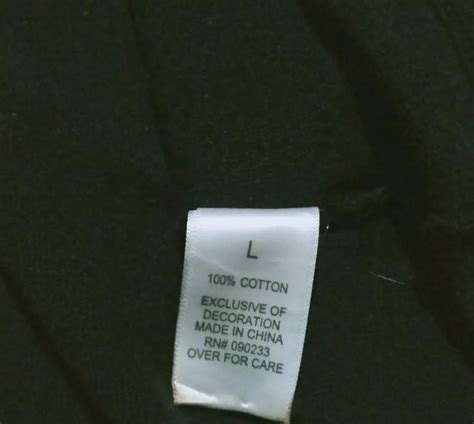 L
100% COTTON
EXCLUSIVE OF
DECORATION
MADE IN CHINA
RN# 090233
OVER FOR CARE